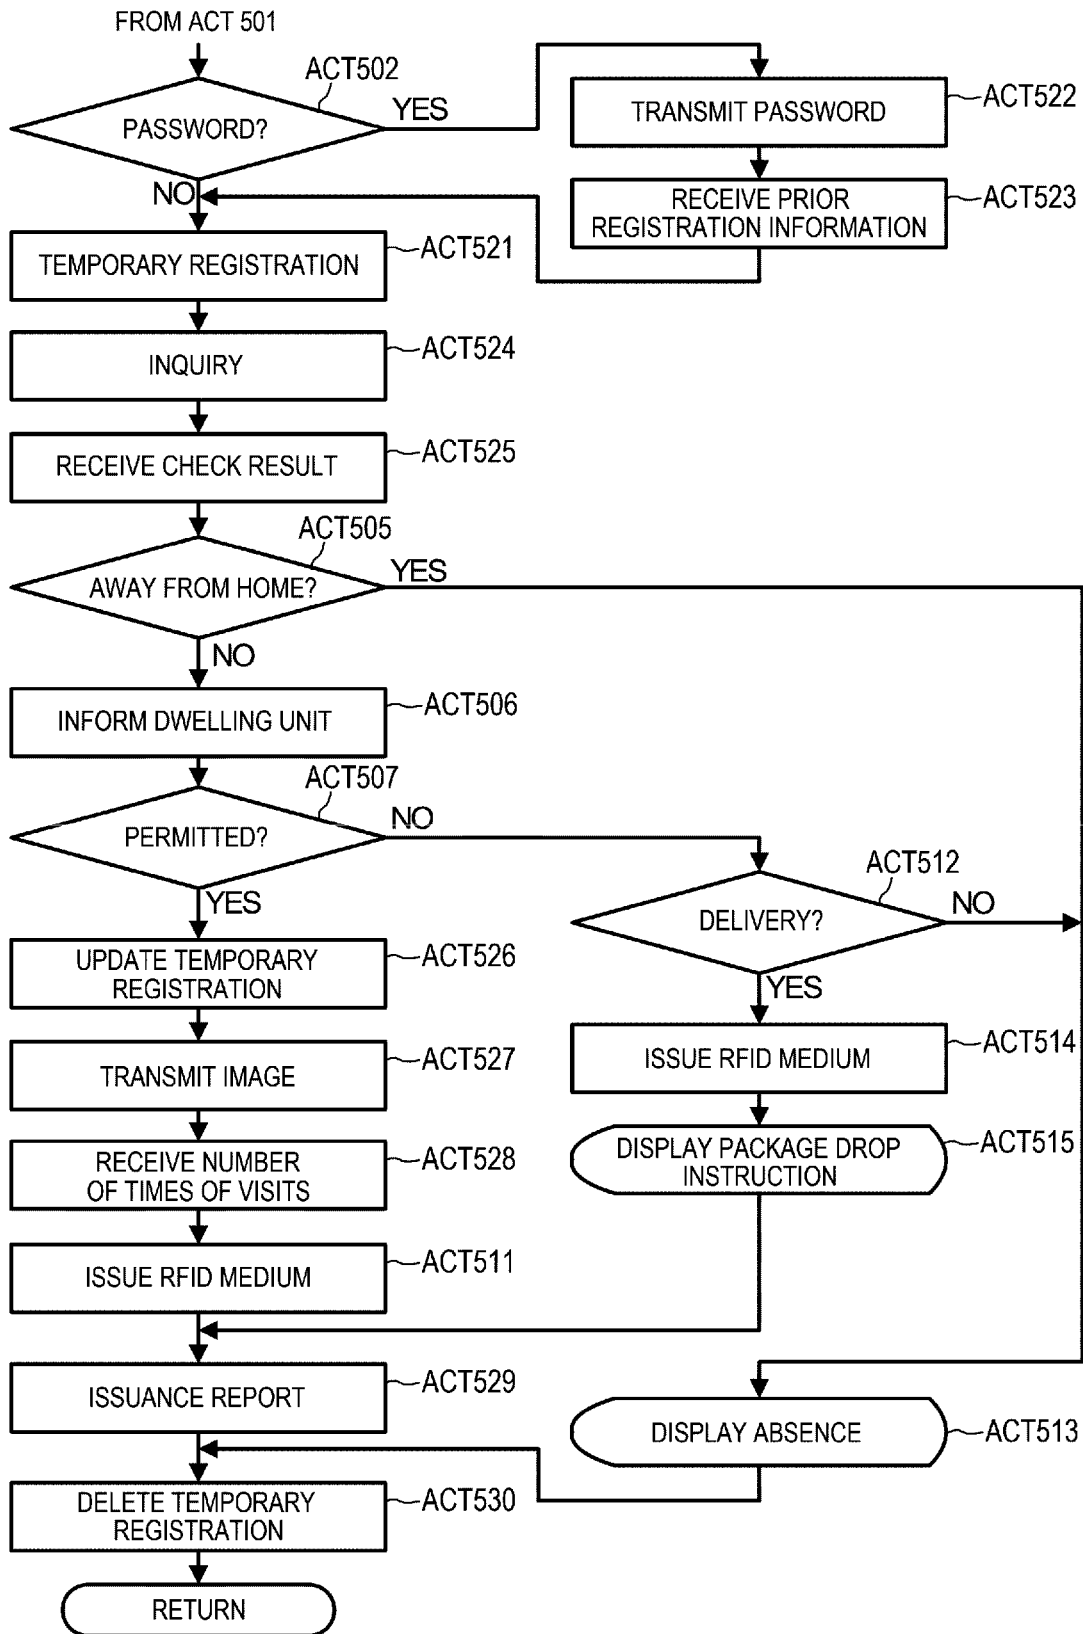 FROM ACT 501
ACT502
PASSWORD?
YES
NO
TRANSMIT PASSWORD
ACT522
RECEIVE PRIOR
REGISTRATION INFORMATION
ACT523
TEMPORARY REGISTRATION
ACT521
INQUIRY
ACT524
RECEIVE CHECK RESULT
ACT525
ACT505
AWAY FROM HOME?
YES
NO
INFORM DWELLING UNIT
ACT506
ACT507
PERMITTED?
NO
YES
ACT512
DELIVERY?
NO
YES
UPDATE TEMPORARY
REGISTRATION
ACT526
TRANSMIT IMAGE
ACT527
ISSUE RFID MEDIUM
ACT514
RECEIVE NUMBER
OF TIMES OF VISITS
ACT528
DISPLAY PACKAGE DROP
INSTRUCTION
ACT515
ISSUE RFID MEDIUM
ACT511
ISSUANCE REPORT
ACT529
DISPLAY ABSENCE
ACT513
DELETE TEMPORARY
REGISTRATION
ACT530
RETURN